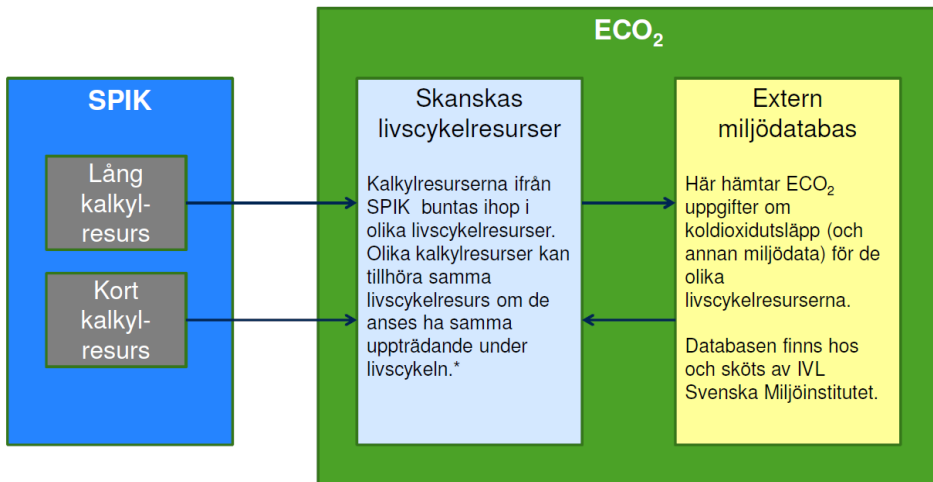 ECO₂
SPIK
Lång
kalkyl-
resurs
Kort
kalkyl-
resurs
Skanskas
livscykelresurser
Kalkylresurserna ifrån
SPIK buntas ihop i
olika livscykelresurser.
Olika kalkylresurser kan
tillhöra samma
livscykelresurs om de
anses ha samma
uppträdande under
livscykeln.*
Extern
miljödatabas
Här hämtar ECO₂
uppgifter om
koldioxidutsläpp (och
annan miljödata) för de
olika
livscykelresurserna.
Databasen finns hos
och sköts av IVL
Svenska Miljöinstitutet.